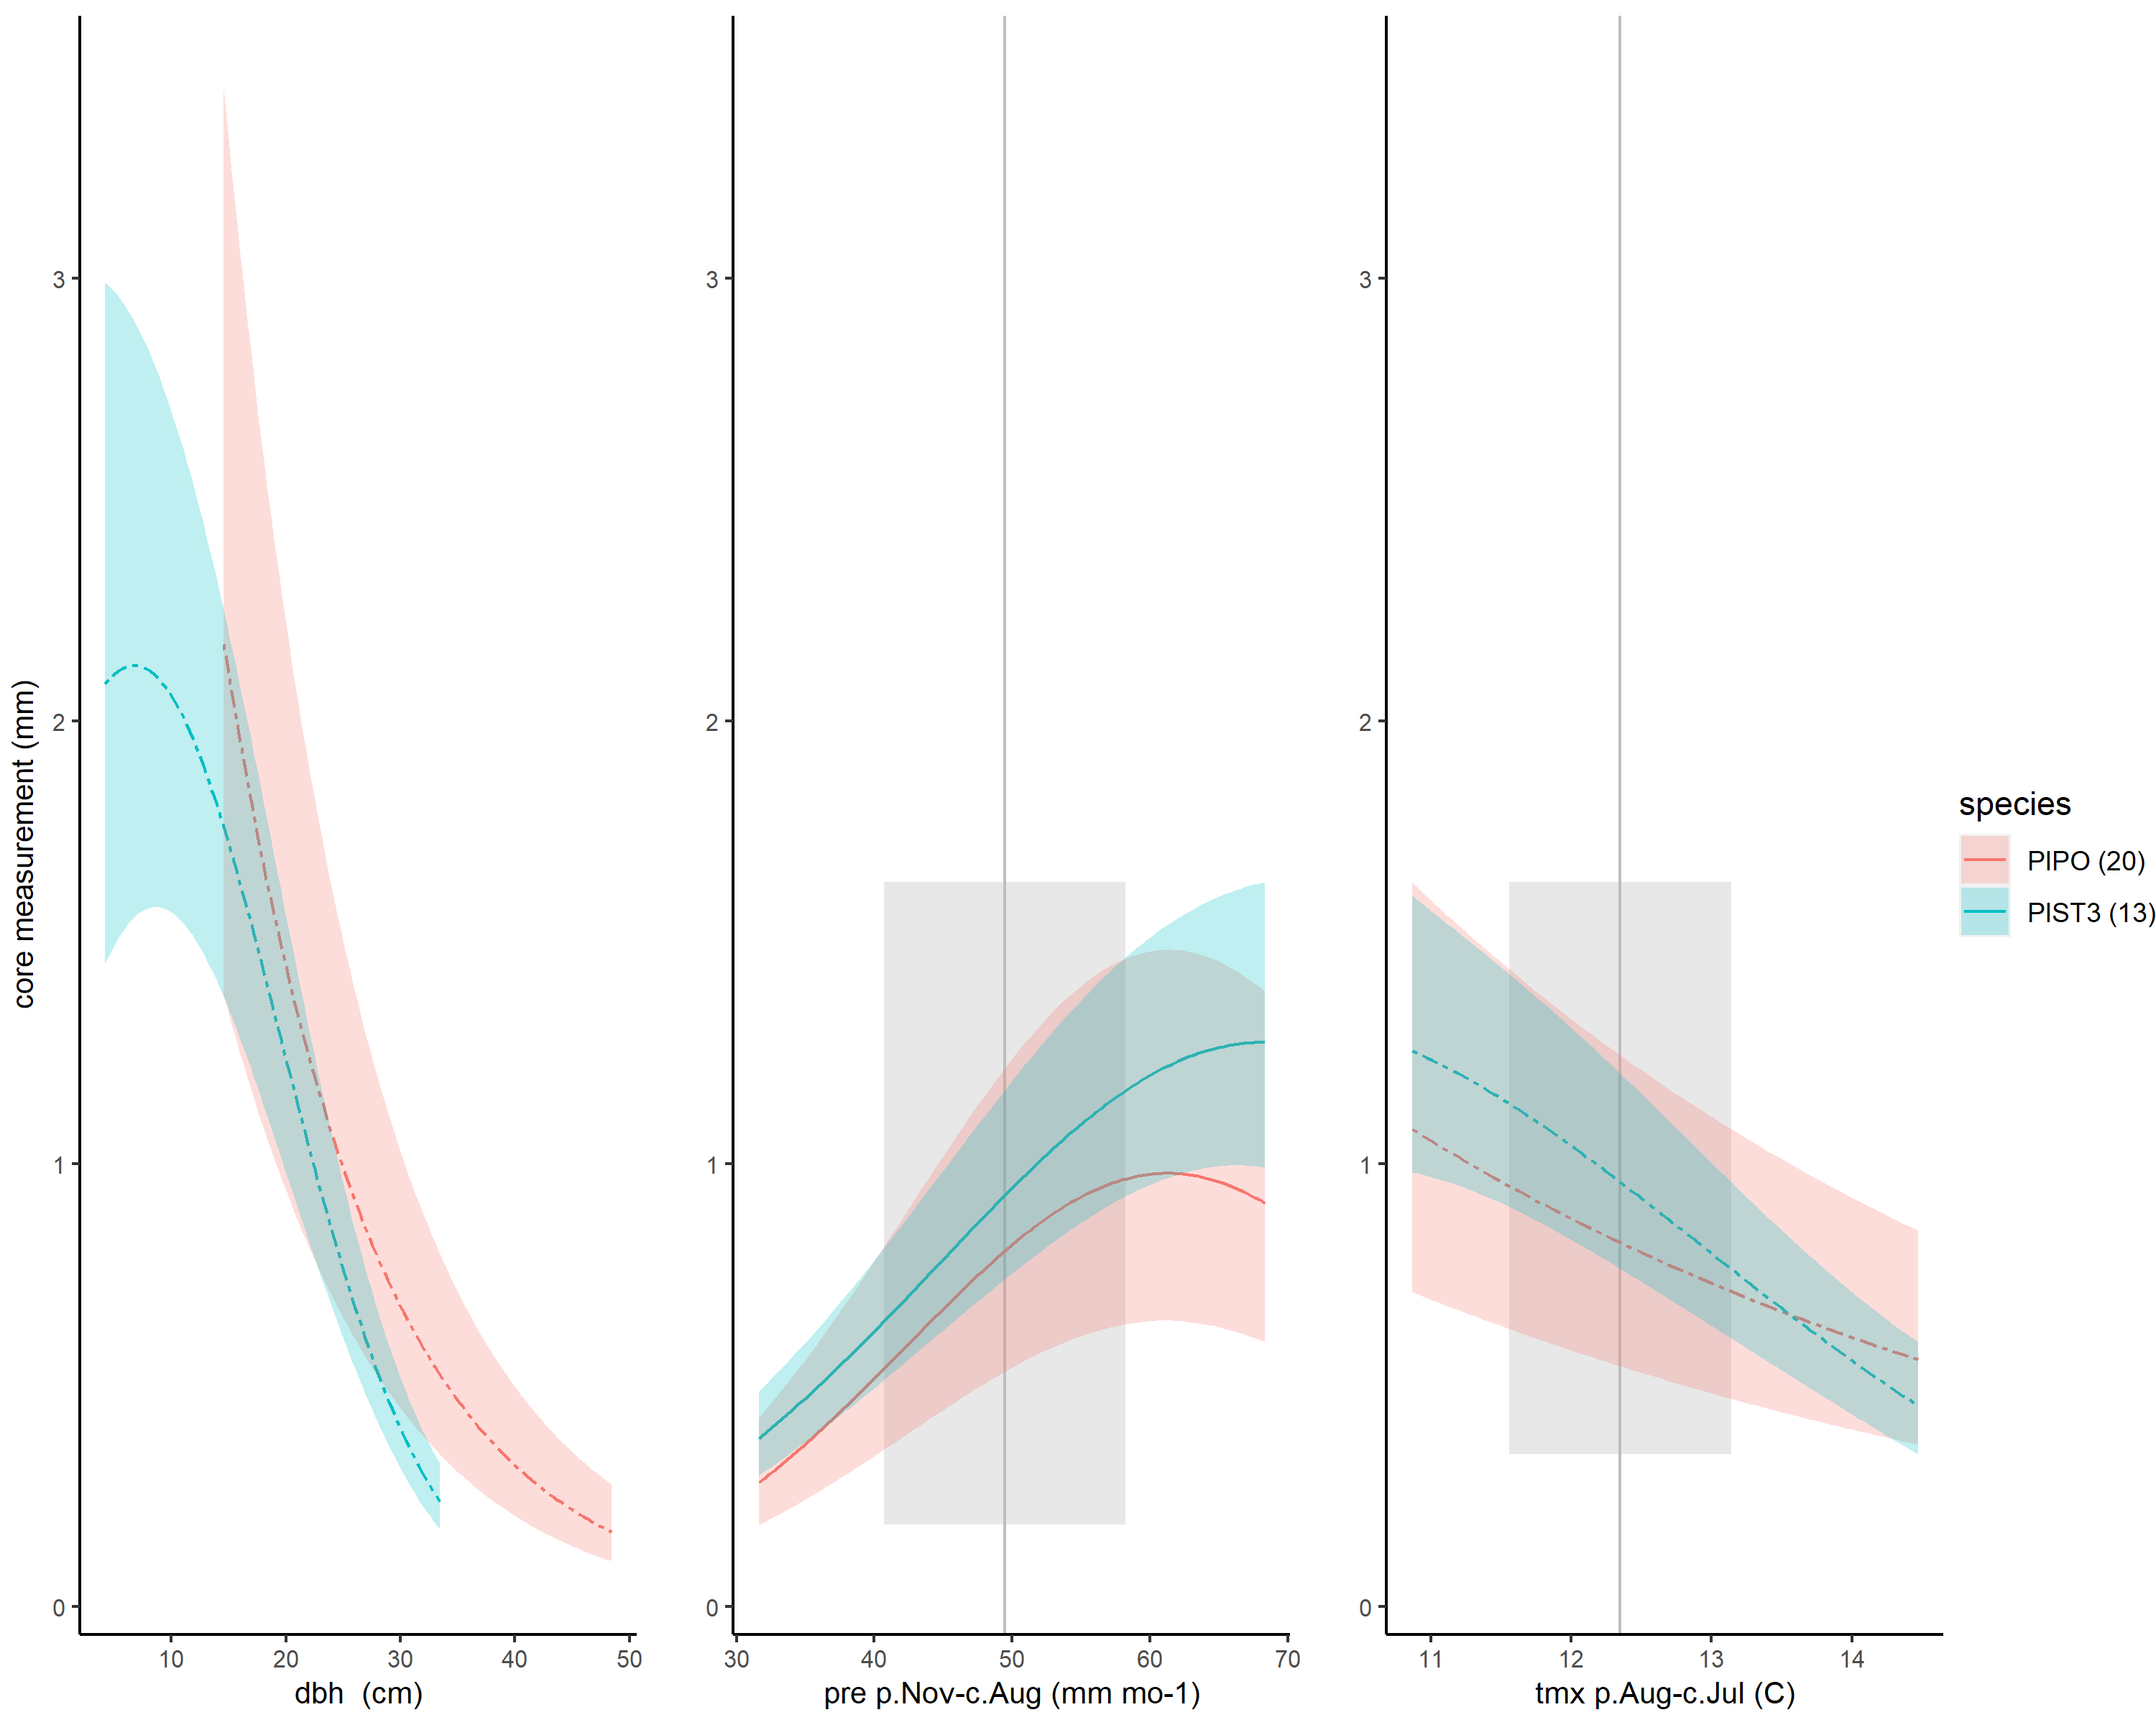 core measurement (mm)
3
2
1
0
10 20 30 40 50
dbh (cm)
3
2
1
0
30 40 50 60 70
pre p.Nov-c.Aug (mm mo-1)
3
2
1
0
11 12 13 14
tmx p.Aug-c.Jul (C)
species
PIPO (20)
PIST3 (13)